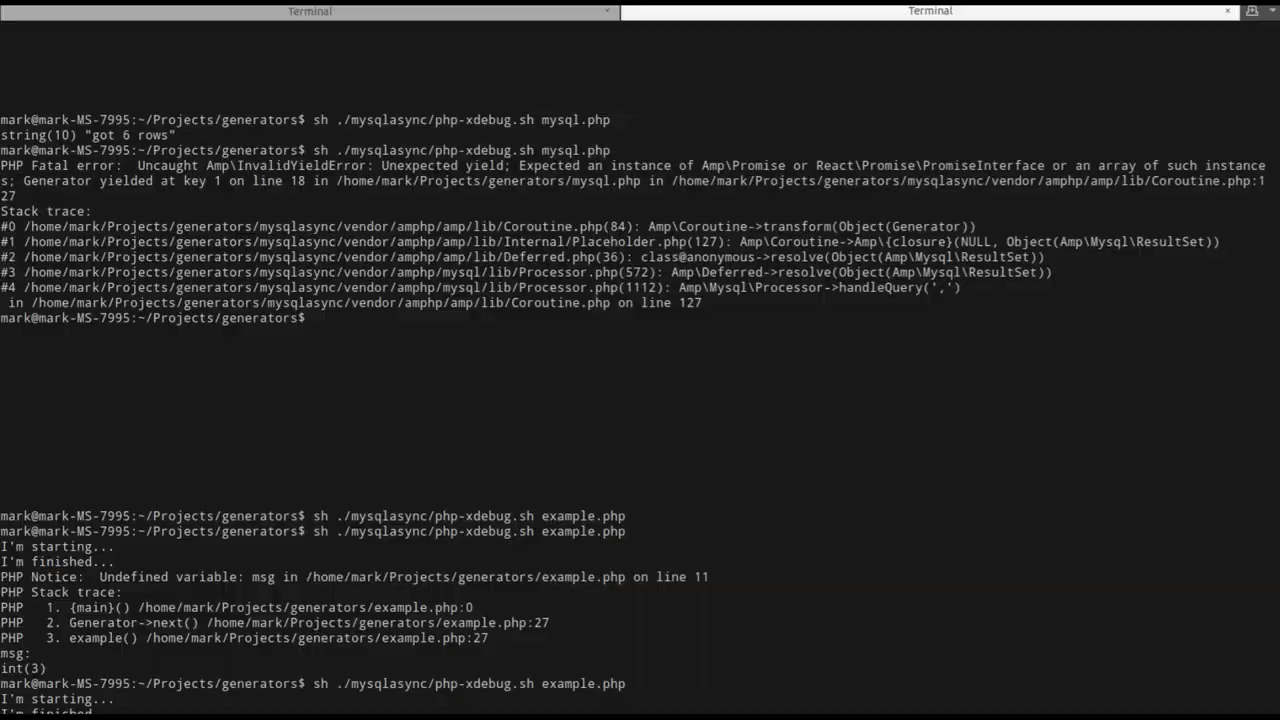 Terminal
Terminal
mark@mark-MS-7995:~/Projects/generators$ sh ./mysqlasync/php-xdebug.sh mysql.php
string(10) "got 6 rows"
mark@mark-MS-7995:~/Projects/generators$ sh ./mysqlasync/php-xdebug.sh mysql.php
PHP Fatal error:  Uncaught Amp\InvalidYieldError: Unexpected yield; Expected an instance of Amp\Promise or React\Promise\PromiseInterface or an array of such instance
s; Generator yielded at key 1 on line 18 in /home/mark/Projects/generators/mysql.php in /home/mark/Projects/generators/mysqlasync/vendor/amphp/amp/lib/Coroutine.php:1
27
Stack trace:
#0 /home/mark/Projects/generators/mysqlasync/vendor/amphp/amp/lib/Coroutine.php(84): Amp\Coroutine->transform(Object(Generator))
#1 /home/mark/Projects/generators/mysqlasync/vendor/amphp/amp/lib/Internal/Placeholder.php(127): Amp\Coroutine->Amp\{closure}(NULL, Object(Amp\Mysql\ResultSet))
#2 /home/mark/Projects/generators/mysqlasync/vendor/amphp/amp/lib/Deferred.php(36): class@anonymous->resolve(Object(Amp\Mysql\ResultSet))
#3 /home/mark/Projects/generators/mysqlasync/vendor/amphp/mysql/lib/Processor.php(572): Amp\Deferred->resolve(Object(Amp\Mysql\ResultSet))
#4 /home/mark/Projects/generators/mysqlasync/vendor/amphp/mysql/lib/Processor.php(1112): Amp\Mysql\Processor->handleQuery(',')
 in /home/mark/Projects/generators/mysqlasync/vendor/amphp/amp/lib/Coroutine.php on line 127
mark@mark-MS-7995:~/Projects/generators$
mark@mark-MS-7995:~/Projects/generators$ sh ./mysqlasync/php-xdebug.sh example.php
mark@mark-MS-7995:~/Projects/generators$ sh ./mysqlasync/php-xdebug.sh example.php
I'm starting...
I'm finished...
PHP Notice:  Undefined variable: msg in /home/mark/Projects/generators/example.php on line 11
PHP Stack trace:
PHP   1. {main}() /home/mark/Projects/generators/example.php:0
PHP   2. Generator->next() /home/mark/Projects/generators/example.php:27
PHP   3. example() /home/mark/Projects/generators/example.php:27
msg:
int(3)
mark@mark-MS-7995:~/Projects/generators$ sh ./mysqlasync/php-xdebug.sh example.php
I'm starting...
I'm finished